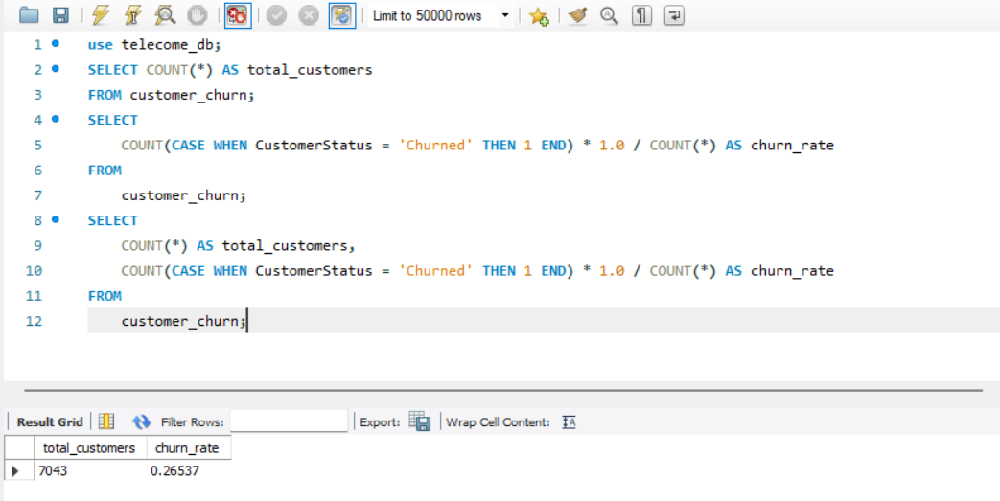 Limit to 50000 rows
1 use telecome_db;
2 SELECT COUNT(*) AS total_customers
3 FROM customer_churn;
4 SELECT
5 COUNT(CASE WHEN CustomerStatus = 'Churned' THEN 1 END) * 1.0 / COUNT(*) AS churn_rate
6 FROM
7 customer_churn;
8 SELECT
9 COUNT(*) AS total_customers,
10 COUNT(CASE WHEN CustomerStatus = 'Churned' THEN 1 END) * 1.0 / COUNT(*) AS churn_rate
11 FROM
12 customer_churn;
Result Grid Filter Rows: Export: Wrap Cell Content:
total_customers churn_rate
7043 0.26537